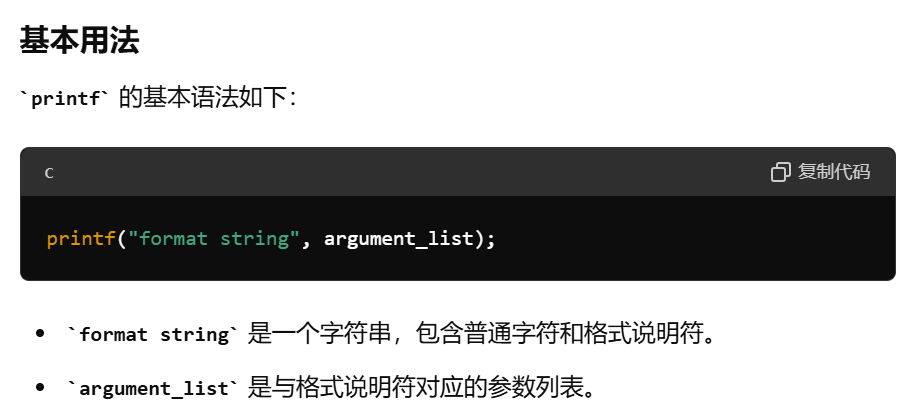 基本用法
`printf` 的基本语法如下：
c
复制代码
printf("format string", argument_list);
• `format string` 是一个字符串，包含普通字符和格式说明符。
• `argument_list` 是与格式说明符对应的参数列表。